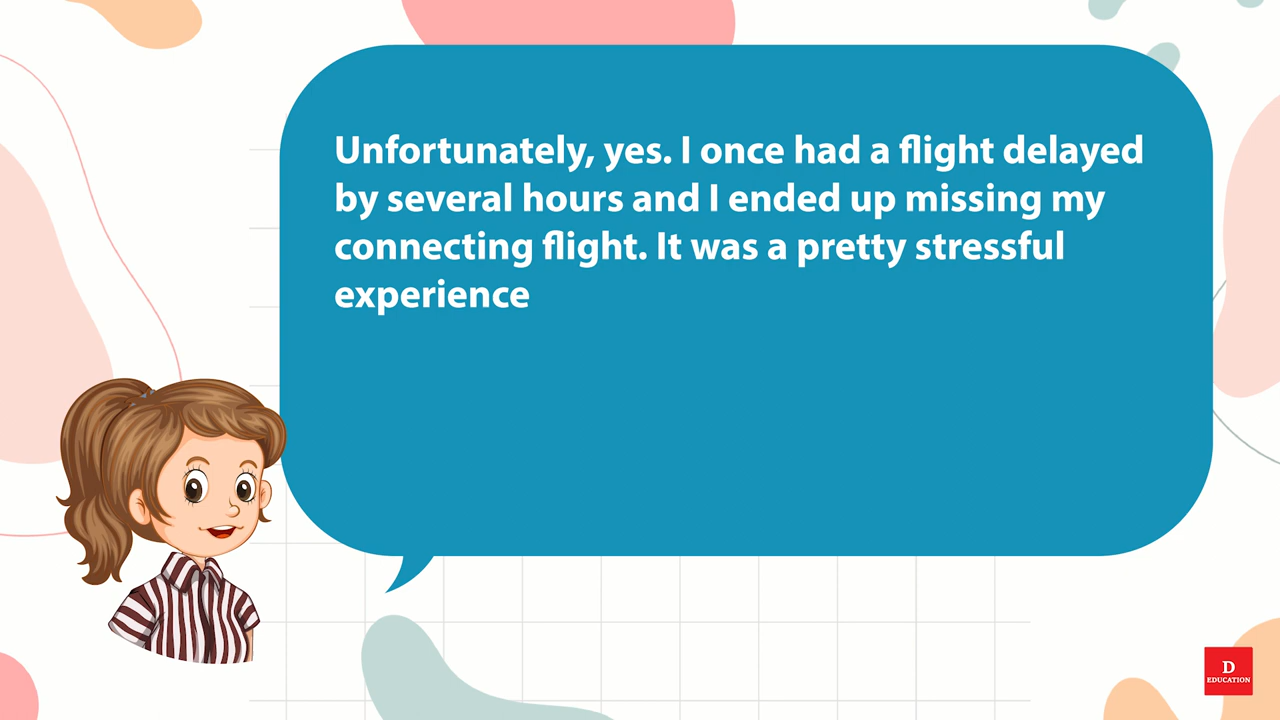 Unfortunately, yes. I once had a flight delayed
by several hours and I ended up missing my
connecting flight. It was a pretty stressful
experience
D
EDUCATION